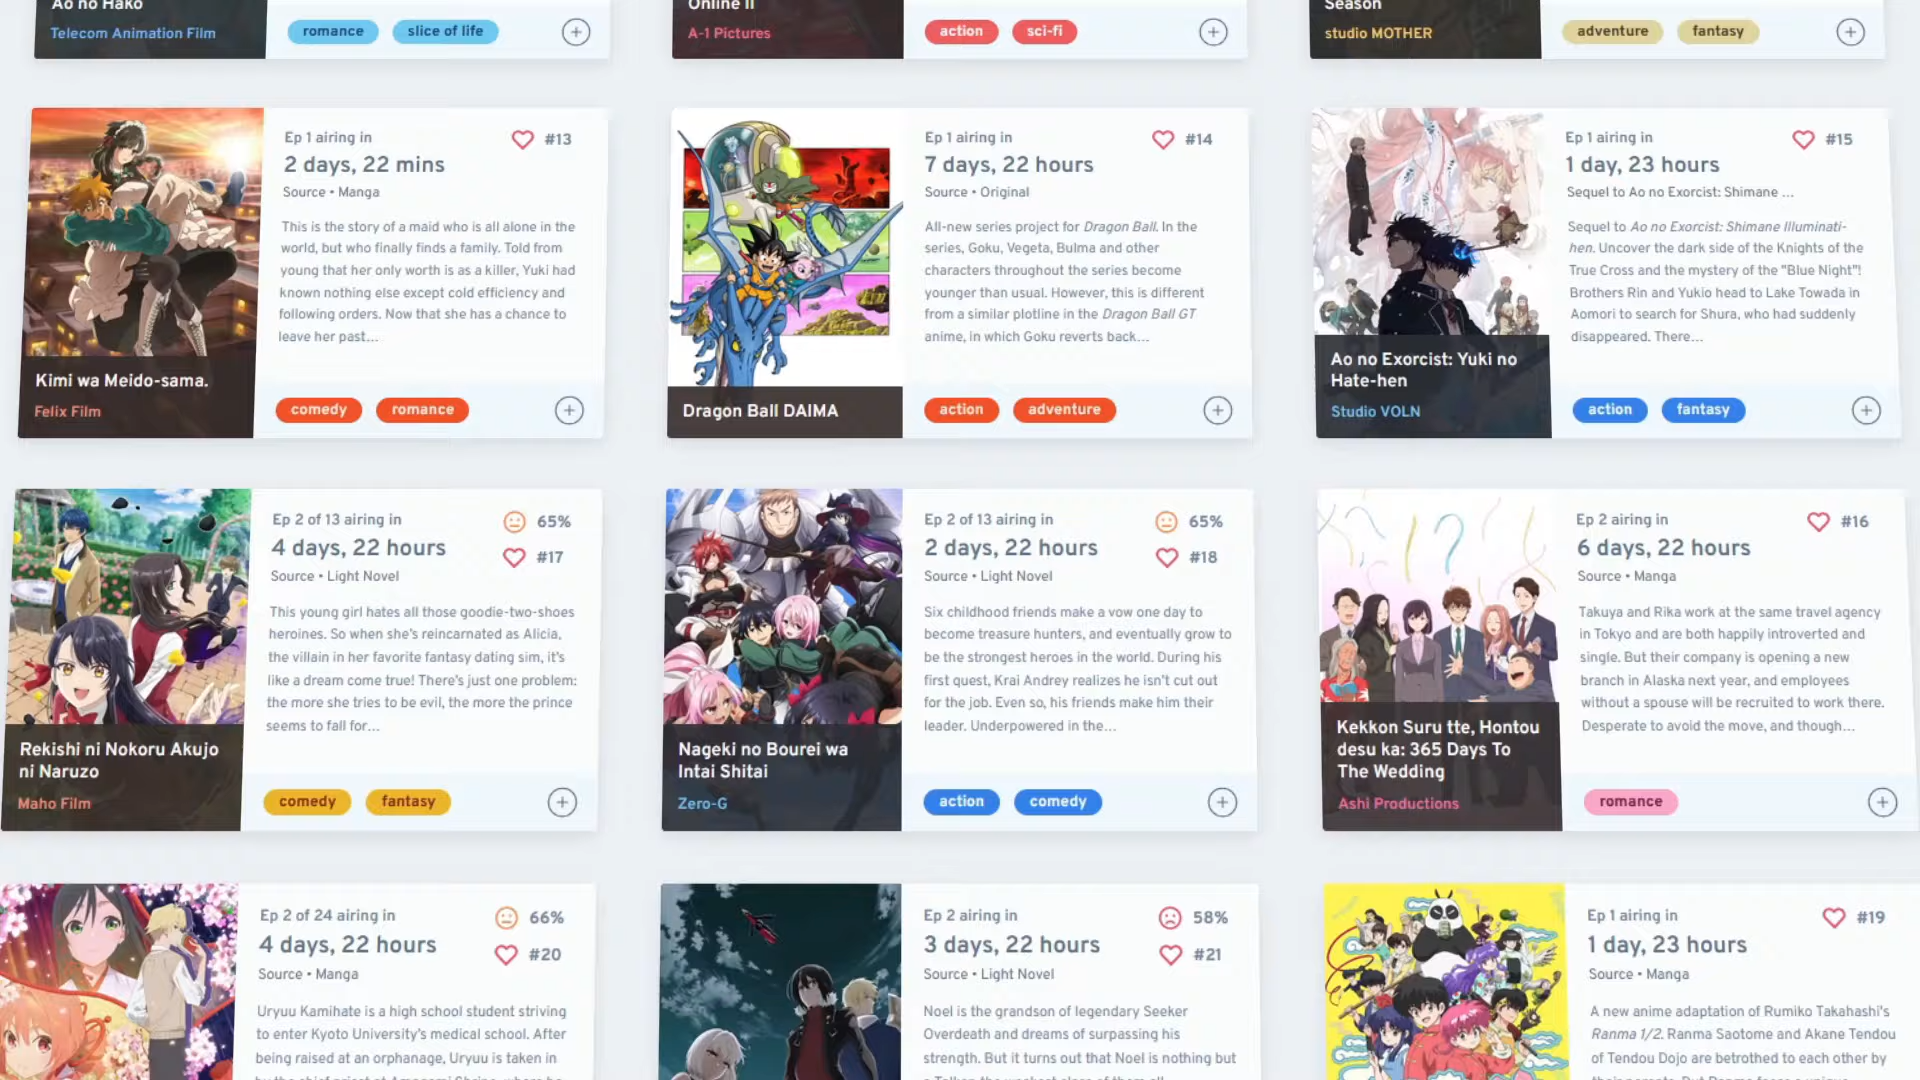 Ao no Hako
Telecom Animation Film
romance
slice of life
Online II
A-1 Pictures
action
sci-fi
Season
studio MOTHER
adventure
fantasy
Ep 1 airing in
2 days, 22 mins
Source • Manga
#13
This is the story of a maid who is all alone in the
world, but who finally finds a family. Told from
young that her only worth is as a killer, Yuki had
known nothing else except cold efficiency and
following orders. Now that she has a chance to
leave her past...
Kimi wa Meido-sama.
Felix Film
comedy
romance
Ep 1 airing in
7 days, 22 hours
Source • Original
#14
All-new series project for Dragon Ball. In the
series, Goku, Vegeta, Bulma and other
characters throughout the series become
younger than usual. However, this is different
from a similar plotline in the Dragon Ball GT
anime, in which Goku reverts back...
Dragon Ball DAIMA
action
adventure
Ep 1 airing in
1 day, 23 hours
Sequel to Ao no Exorcist: Shimane ...
#15
Sequel to Ao no Exorcist: Shimane Illuminati-
hen. Uncover the dark side of the Knights of the
True Cross and the mystery of the "Blue Night"!
Brothers Rin and Yukio head to Lake Towada in
Aomori to search for Shura, who had suddenly
disappeared. There...
Ao no Exorcist: Yuki no
Hate-hen
Studio VOLN
action
fantasy
Ep 2 of 13 airing in
4 days, 22 hours
Source • Light Novel
65%
#17
This young girl hates all those goodie-two-shoes
heroines. So when she's reincarnated as Alicia,
the villain in her favorite fantasy dating sim, it's
like a dream come true! There's just one problem:
the more she tries to be evil, the more the prince
seems to fall for...
Rekishi ni Nokoru Akujo
ni Naruzo
Maho Film
comedy
fantasy
Ep 2 of 13 airing in
2 days, 22 hours
Source • Light Novel
65%
#18
Six childhood friends make a vow one day to
become treasure hunters, and eventually grow to
be the strongest heroes in the world. During his
first quest, Krai Andrey realizes he isn't cut out
for the job. Even so, his friends make him their
leader. Underpowered in the...
Nageki no Bourei wa
Intai Shitai
Zero-G
action
comedy
Ep 2 airing in
6 days, 22 hours
Source • Manga
#16
Takuya and Rika work at the same travel agency
in Tokyo and are both happily introverted and
single. But their company is opening a new
branch in Alaska next year, and employees
without a spouse will be recruited to work there.
Desperate to avoid the move, and though...
Kekkon Suru tte, Hontou
desu ka: 365 Days To
The Wedding
Ashi Productions
romance
Ep 2 of 24 airing in
4 days, 22 hours
Source • Manga
66%
#20
Uryuu Kamihate is a high school student striving
to enter Kyoto University's medical school. After
being raised at an orphanage, Uryuu is taken in
by the chief priest at Amagami Shrine, where he
Ep 2 airing in
3 days, 22 hours
Source • Light Novel
58%
#21
Noel is the grandson of legendary Seeker
Overdeath and dreams of surpassing his
strength. But it turns out that Noel is nothing but
a Talker, the weakest class of them all.
Ep 1 airing in
1 day, 23 hours
Source • Manga
#19
A new anime adaptation of Rumiko Takahashi's
Ranma 1/2. Ranma Saotome and Akane Tendou
of Tendou Dojo are betrothed to each other by
their parents. But Ranma faces a unique